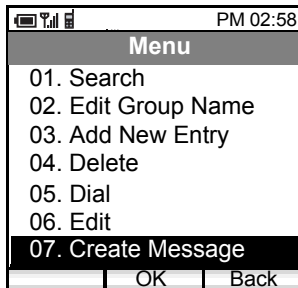 PM 02:58
Menu
01. Search
02. Edit Group Name
03. Add New Entry
04. Delete
05. Dial
06. Edit
07. Create Message
OK Back